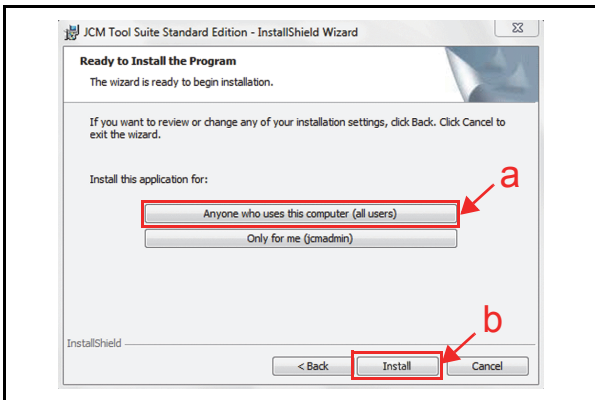 JCM Tool Suite Standard Edition - InstallShield Wizard
Ready to Install the Program
The wizard is ready to begin installation.
If you want to review or change any of your installation settings, click Back. Click Cancel to
exit the wizard.
Install this application for:
a
Anyone who uses this computer (all users)
Only for me (jcmadmin)
b
InstallShield
< Back
Install
Cancel